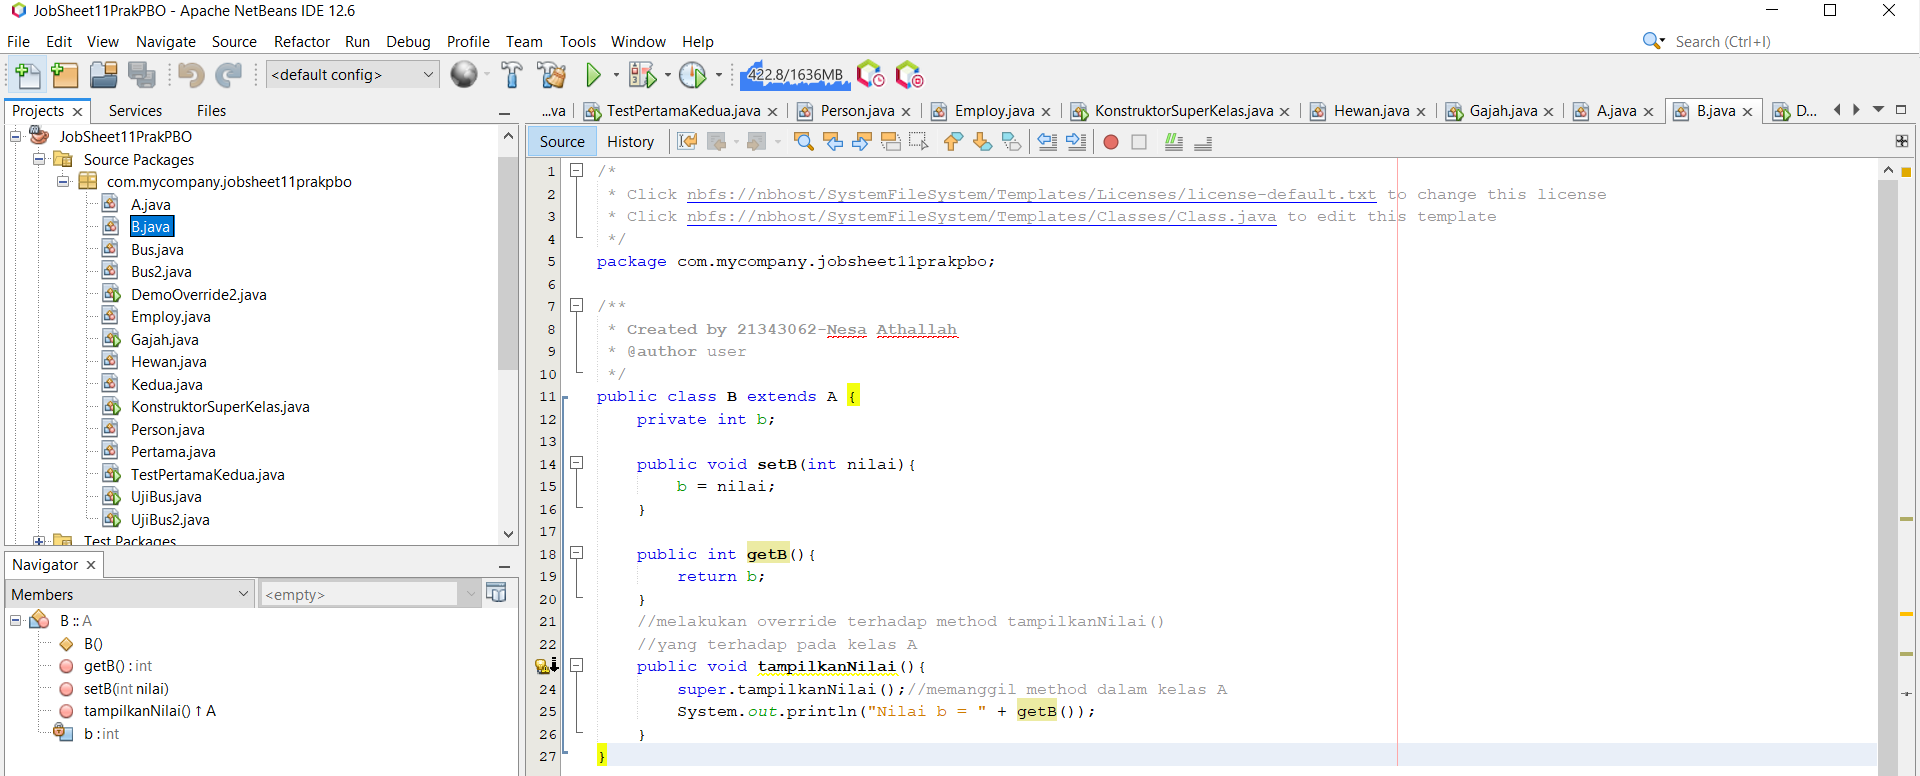 JobSheet11PrakPBO - Apache NetBeans IDE 12.6
File Edit View Navigate Source Refactor Run Debug Profile Team Tools Window Help
Search (Ctrl+I)
<default config>
422.8/1636MB
Projects Services Files
...va TestPertamaKedua.java Person.java Employ.java KonstruktorSuperKelas.java Hewan.java Gajah.java A.java B.java D...
Source History
JobSheet11PrakPBO
Source Packages
com.mycompany.jobsheet11prakpbo
A.java
B.java
Bus.java
Bus2.java
DemoOverride2.java
Employ.java
Gajah.java
Hewan.java
Kedua.java
KonstruktorSuperKelas.java
Person.java
Pertama.java
TestPertamaKedua.java
UjiBus.java
UjiBus2.java
Test Packages
Navigator
Members
<empty>
B :: A
B()
getB() : int
setB(int nilai)
tampilkanNilai() ↑ A
b : int
1 /*
2 * Click nbfs://nbhost/SystemFileSystem/Templates/Licenses/license-default.txt to change this license
3 * Click nbfs://nbhost/SystemFileSystem/Templates/Classes/Class.java to edit this template
4 */
5 package com.mycompany.jobsheet11prakpbo;
6
7 /**
8 * Created by 21343062-Nesa Athallah
9 * @author user
10 */
11 public class B extends A {
12 private int b;
13
14 public void setB(int nilai){
15 b = nilai;
16 }
17
18 public int getB(){
19 return b;
20 }
21 //melakukan override terhadap method tampilkanNilai()
22 //yang terhadap pada kelas A
public void tampilkanNilai(){
24 super.tampilkanNilai();//memanggil method dalam kelas A
25 System.out.println("Nilai b = " + getB());
26 }
27 }